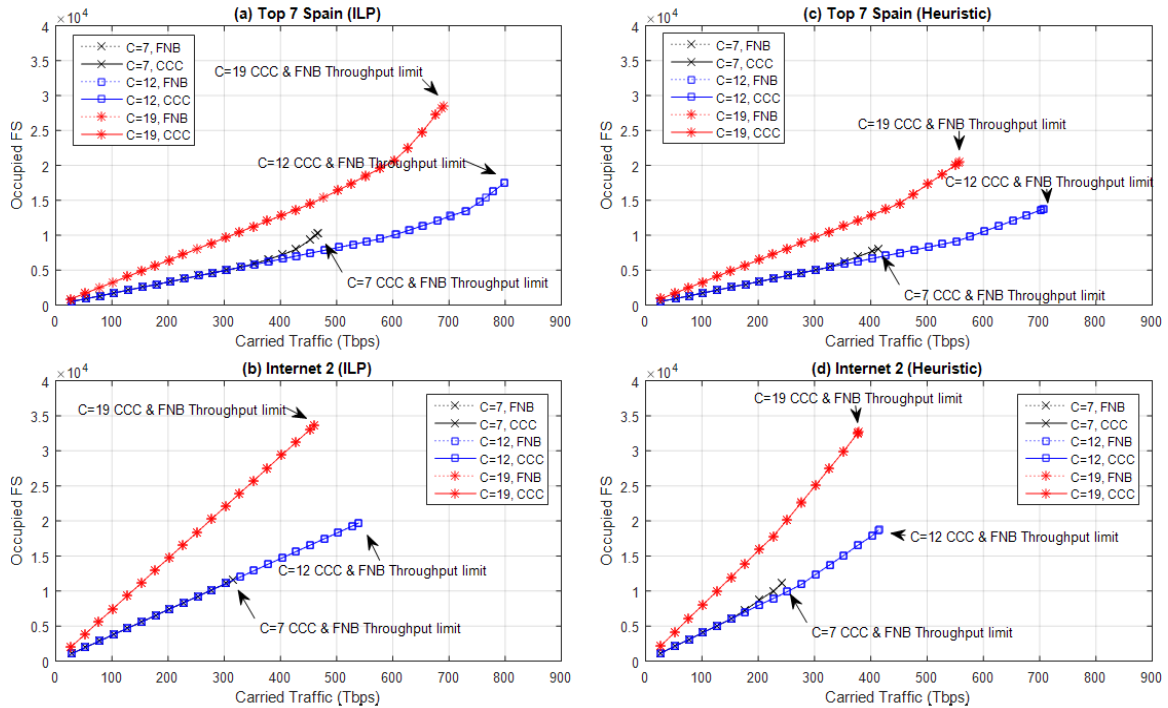 (a) Top 7 Spain (ILP)
×10⁴
4
3.5
3
2.5
2
1.5
1
0.5
0
Occupied FS
C=7, FNB
C=7, CCC
C=12, FNB
C=12, CCC
C=19, FNB
C=19, CCC
C=19 CCC & FNB Throughput limit
C=12 CCC & FNB Throughput limit
C=7 CCC & FNB Throughput limit
0 100 200 300 400 500 600 700 800 900
Carried Traffic (Tbps)
(c) Top 7 Spain (Heuristic)
×10⁴
4
3.5
3
2.5
2
1.5
1
0.5
0
Occupied FS
C=7, FNB
C=7, CCC
C=12, FNB
C=12, CCC
C=19, FNB
C=19, CCC
C=19 CCC & FNB Throughput limit
C=12 CCC & FNB Throughput limit
C=7 CCC & FNB Throughput limit
0 100 200 300 400 500 600 700 800 900
Carried Traffic (Tbps)
(b) Internet 2 (ILP)
×10⁴
4
3.5
3
2.5
2
1.5
1
0.5
0
Occupied FS
C=19 CCC & FNB Throughput limit
C=7, FNB
C=7, CCC
C=12, FNB
C=12, CCC
C=19, FNB
C=19, CCC
C=12 CCC & FNB Throughput limit
C=7 CCC & FNB Throughput limit
0 100 200 300 400 500 600 700 800 900
Carried Traffic (Tbps)
(d) Internet 2 (Heuristic)
×10⁴
4
3.5
3
2.5
2
1.5
1
0.5
0
Occupied FS
C=19 CCC & FNB Throughput limit
C=7, FNB
C=7, CCC
C=12, FNB
C=12, CCC
C=19, FNB
C=19, CCC
C=12 CCC & FNB Throughput limit
C=7 CCC & FNB Throughput limit
0 100 200 300 400 500 600 700 800 900
Carried Traffic (Tbps)